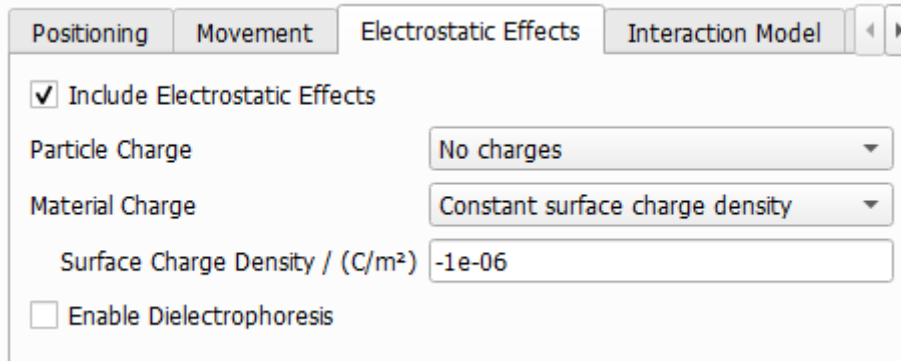 Positioning Movement Electrostatic Effects Interaction Model
Include Electrostatic Effects
Particle Charge No charges
Material Charge Constant surface charge density
Surface Charge Density / (C/m²) -1e-06
Enable Dielectrophoresis